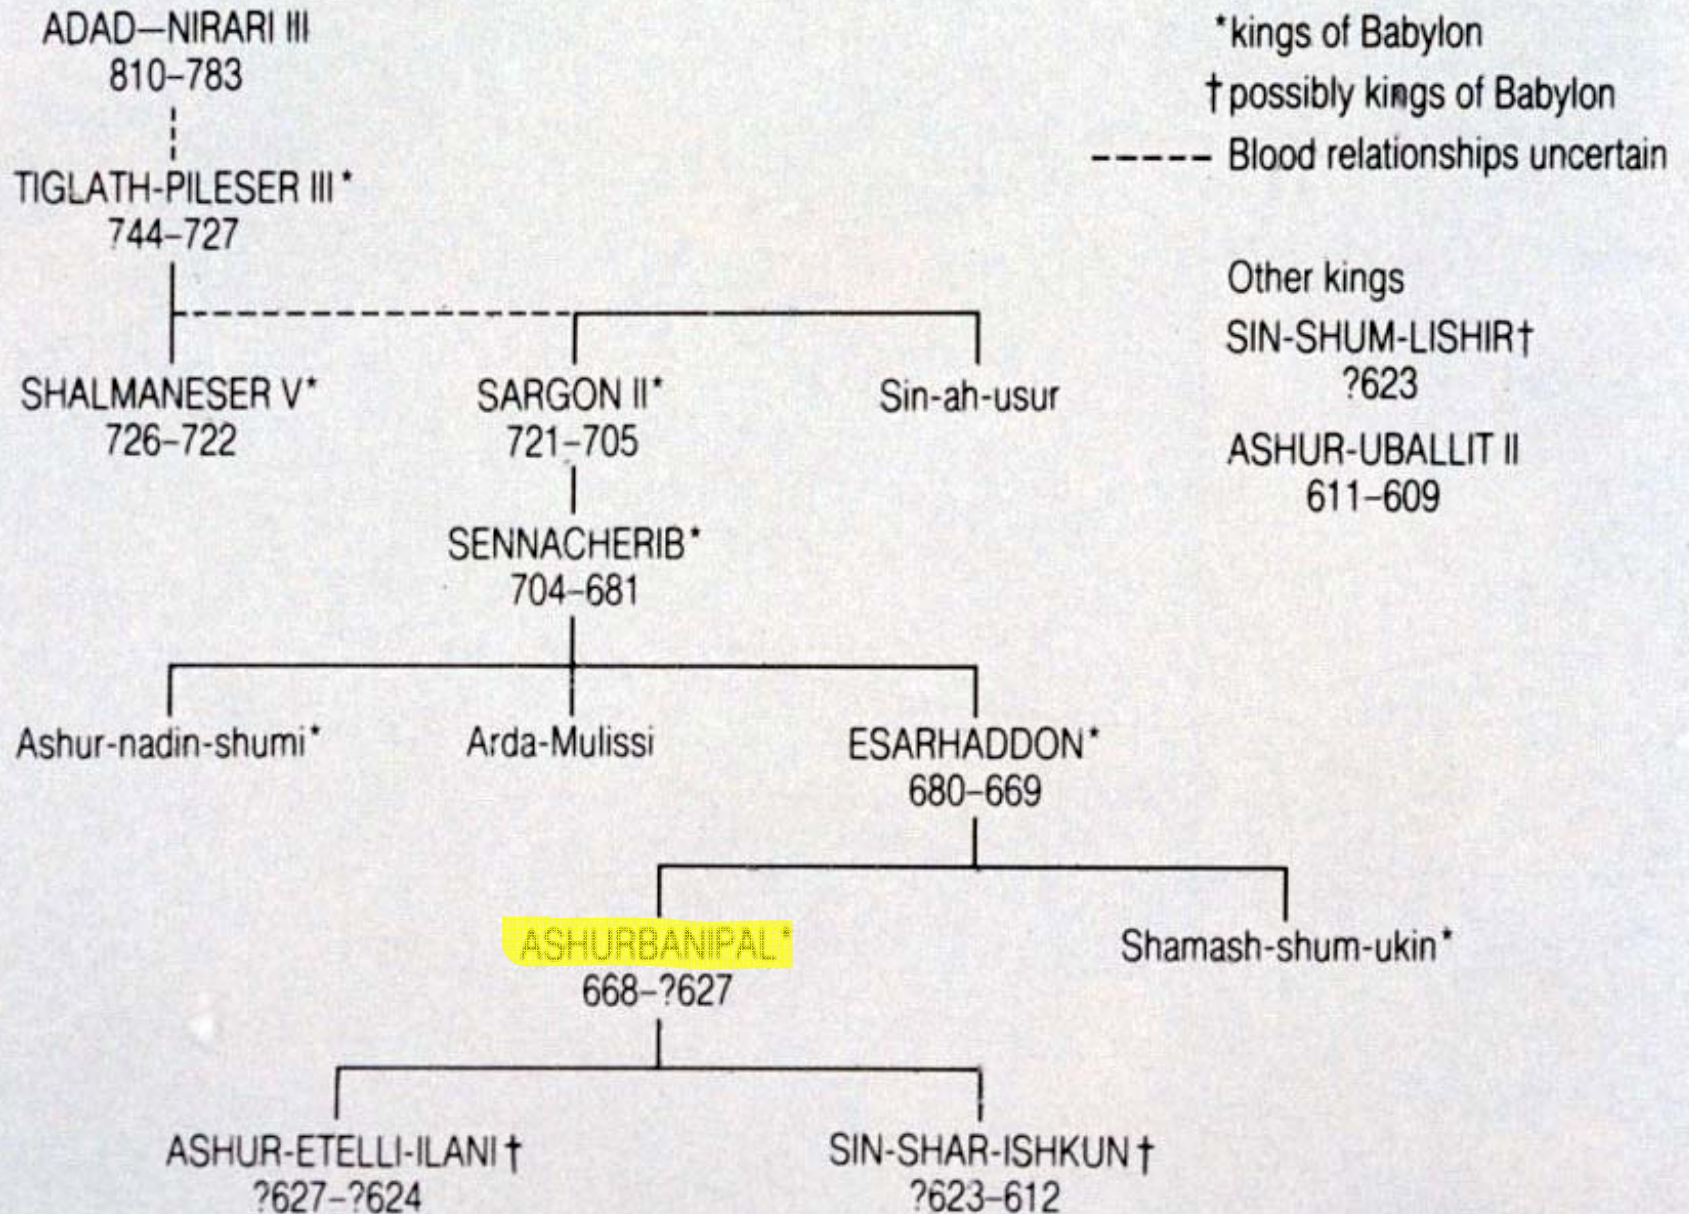 ADAD–NIRARI III
810–783
TIGLATH-PILESER III*
744–727
SHALMANESER V*
726–722
SARGON II*
721–705
Sin-ah-usur
SENNACHERIB*
704–681
Ashur-nadin-shumi*
Arda-Mulissi
ESARHADDON*
680–669
ASHURBANIPAL*
668–?627
Shamash-shum-ukin*
ASHUR-ETELLI-ILANI†
?627–?624
SIN-SHAR-ISHKUN†
?623–612
*kings of Babylon
†possibly kings of Babylon
----- Blood relationships uncertain
Other kings
SIN-SHUM-LISHIR†
?623
ASHUR-UBALLIT II
611–609